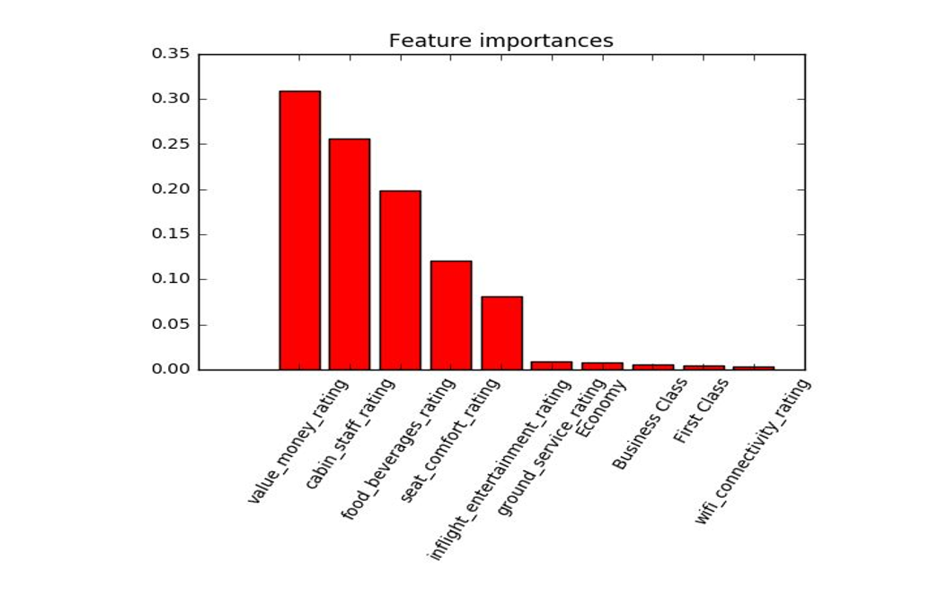 Feature importances
0.35
0.30
0.25
0.20
0.15
0.10
0.05
0.00
value_money_rating
cabin_staff_rating
food_beverages_rating
seat_comfort_rating
inflight_entertainment_rating
ground_service_rating
Economy
Business Class
First Class
wifi_connectivity_rating